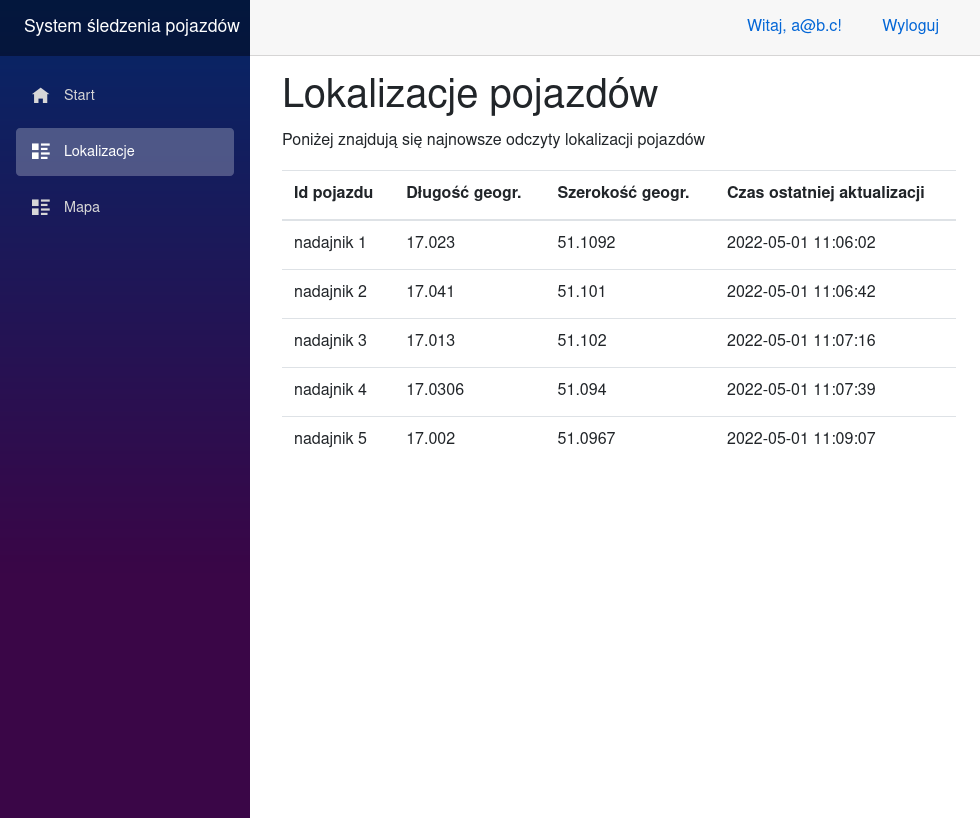 System śledzenia pojazdów
Witaj, a@b.c! Wyloguj
Start
Lokalizacje
Mapa
Lokalizacje pojazdów
Poniżej znajdują się najnowsze odczyty lokalizacji pojazdów
Id pojazdu Długość geogr. Szerokość geogr. Czas ostatniej aktualizacji
nadajnik 1 17.023 51.1092 2022-05-01 11:06:02
nadajnik 2 17.041 51.101 2022-05-01 11:06:42
nadajnik 3 17.013 51.102 2022-05-01 11:07:16
nadajnik 4 17.0306 51.094 2022-05-01 11:07:39
nadajnik 5 17.002 51.0967 2022-05-01 11:09:07